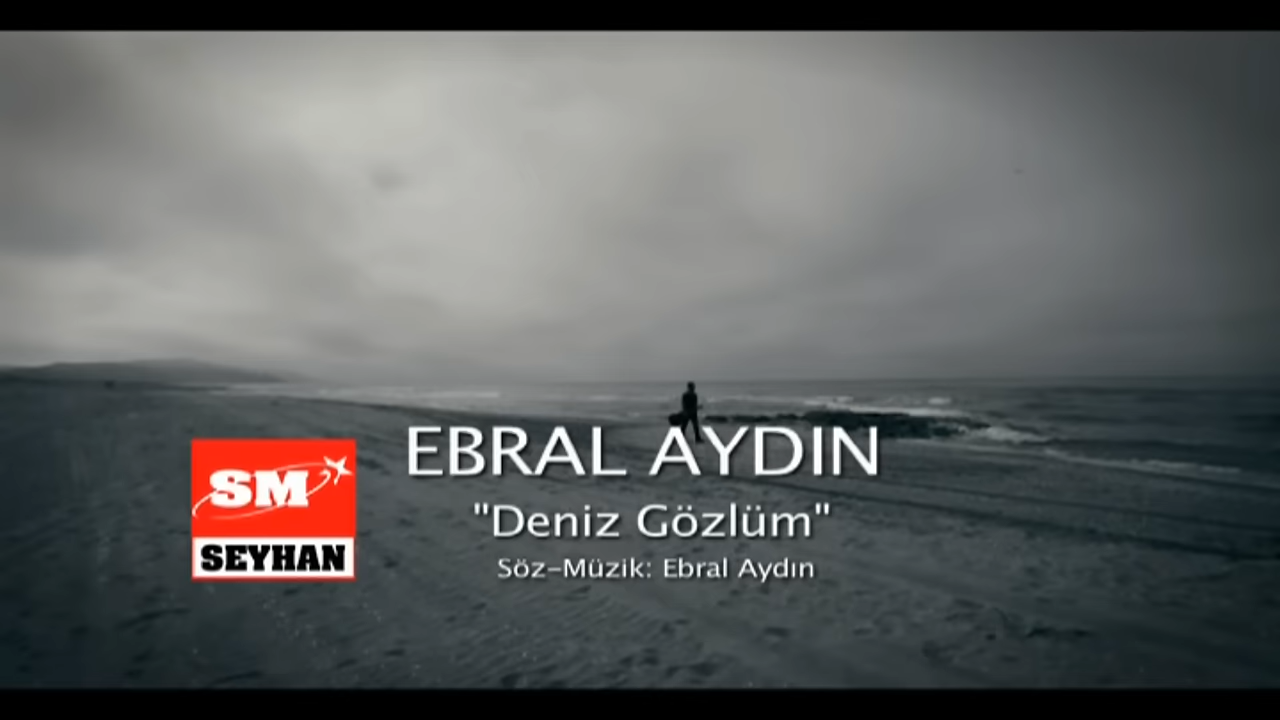 EBRAL AYDIN
"Deniz Gözlüm"
Söz-Müzik: Ebral Aydın
SM
SEYHAN